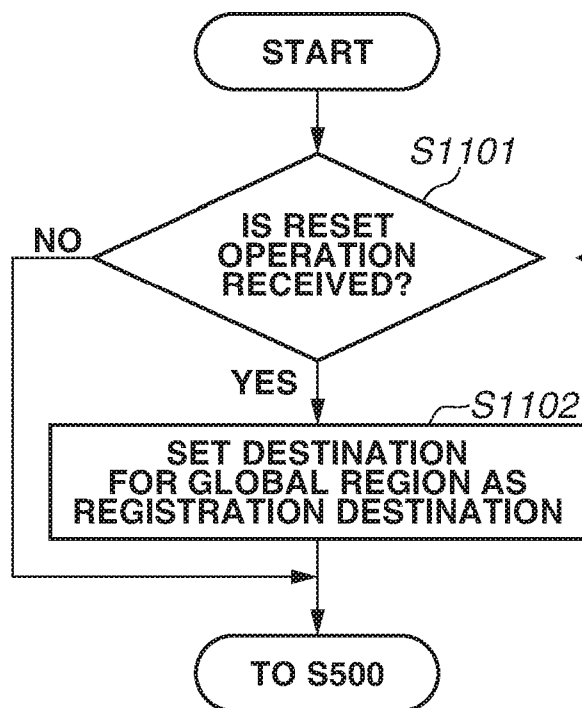 START
S1101
IS RESET
OPERATION
RECEIVED?
NO
YES
S1102
SET DESTINATION
FOR GLOBAL REGION AS
REGISTRATION DESTINATION
TO S500